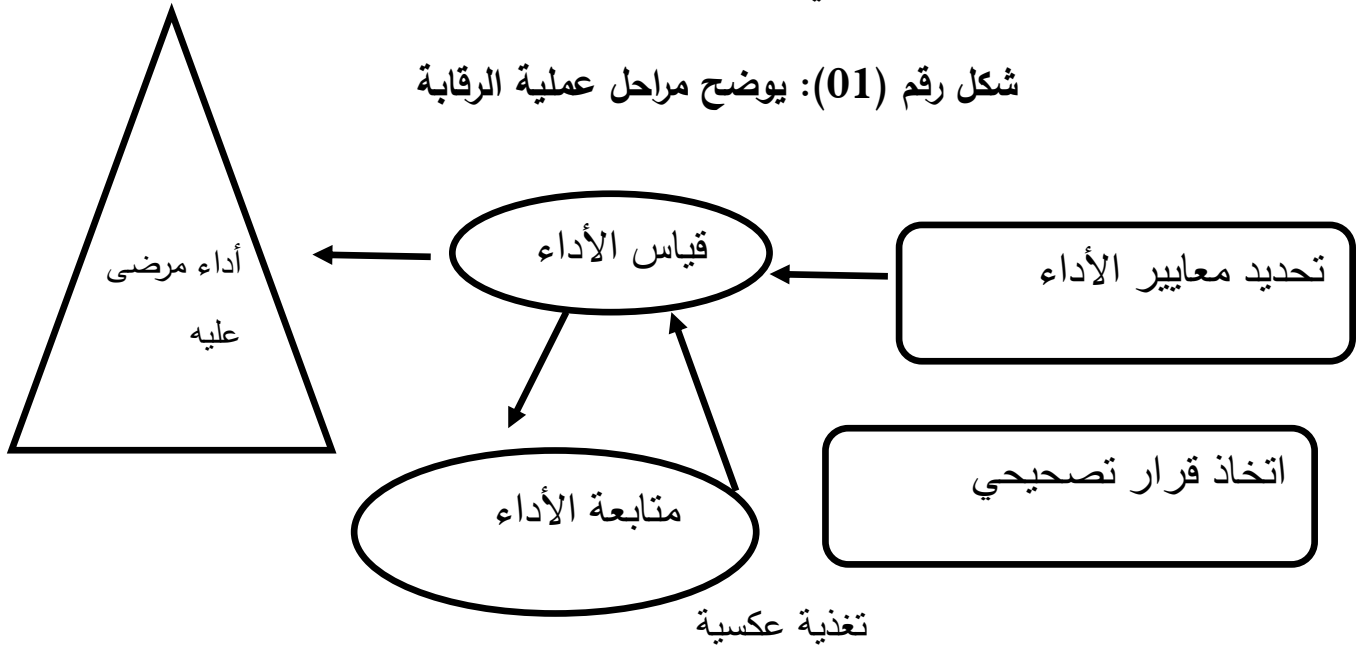 شكل رقم (01): يوضح مراحل عملية الرقابة
تحديد معايير الأداء
قياس الأداء
أداء مرضى
عليه
اتخاذ قرار تصحيحي
متابعة الأداء
تغذية عكسية